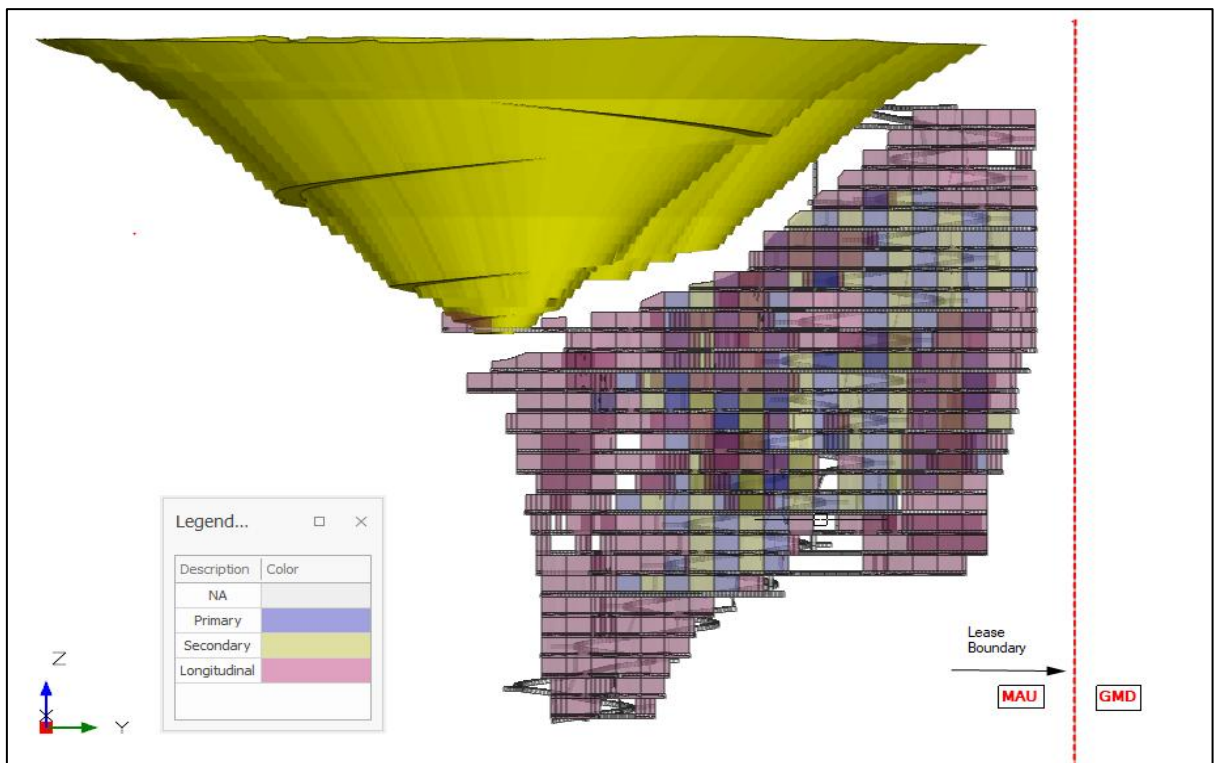 Legend...
Description Color
NA
Primary
Secondary
Longitudinal
Lease
Boundary
MAU
GMD
Z
Y